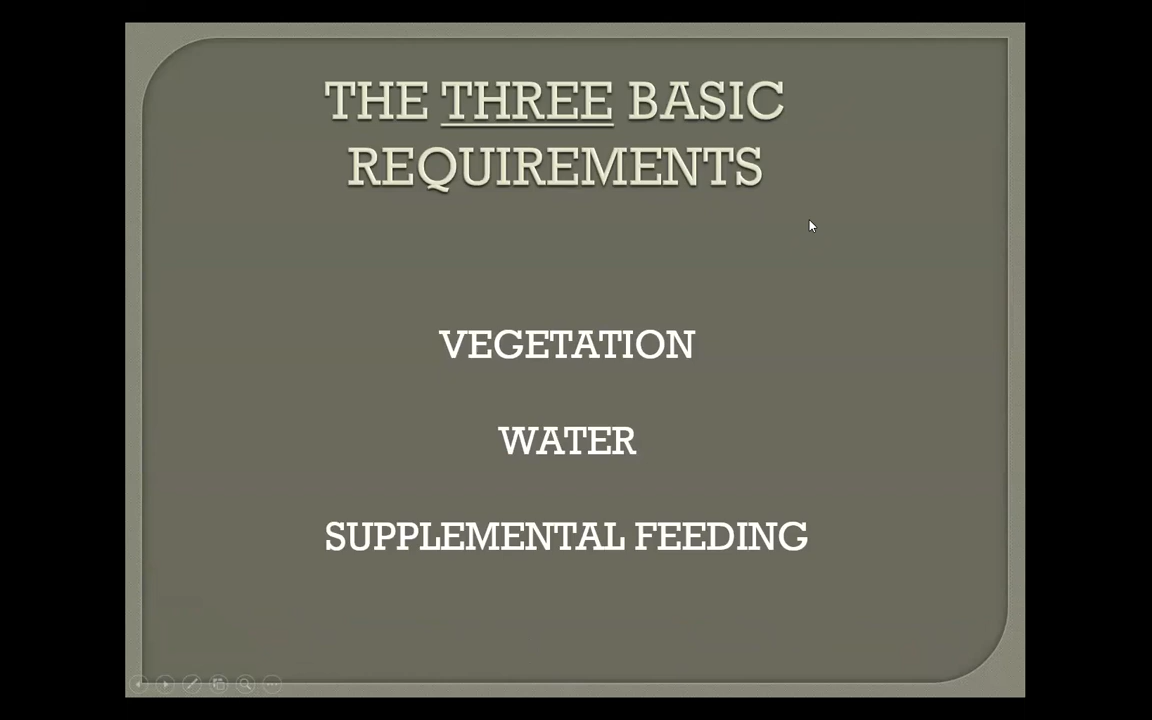 THE THREE BASIC
REQUIREMENTS
VEGETATION
WATER
SUPPLEMENTAL FEEDING